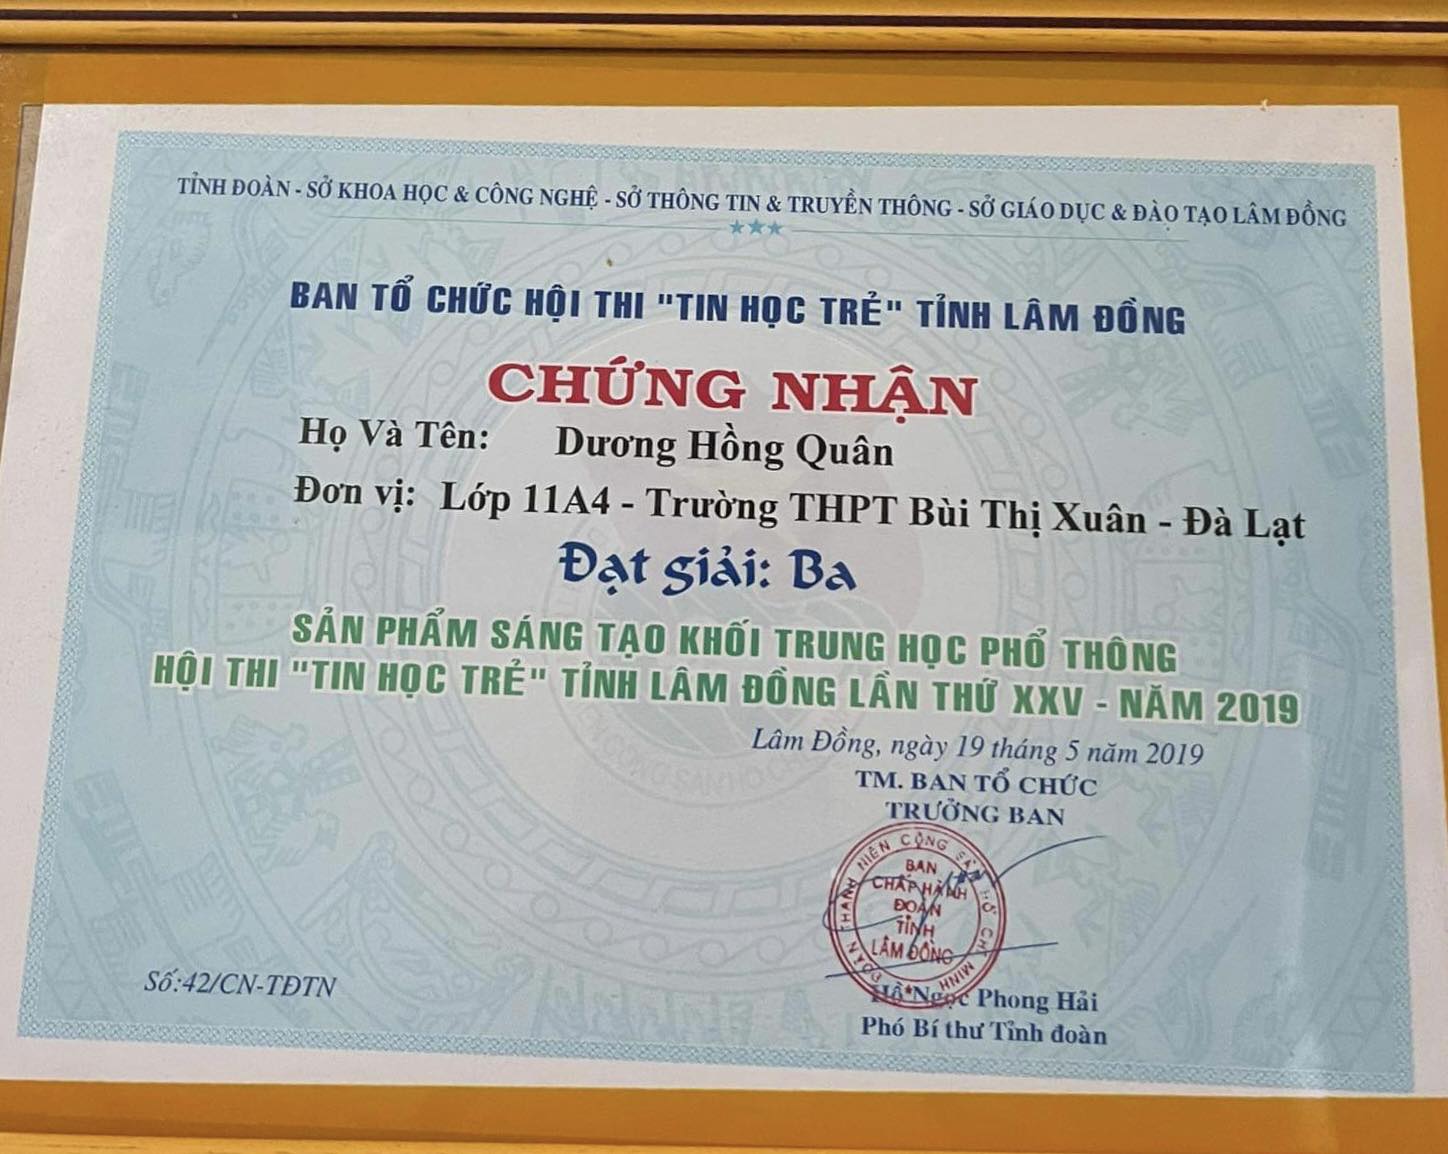 TỈNH ĐOÀN - SỞ KHOA HỌC & CÔNG NGHỆ - SỞ THÔNG TIN & TRUYỀN THÔNG - SỞ GIÁO DỤC & ĐÀO TẠO LÂM ĐỒNG
BAN TỔ CHỨC HỘI THI "TIN HỌC TRẺ" TỈNH LÂM ĐỒNG
CHỨNG NHẬN
Họ Và Tên: Dương Hồng Quân
Đơn vị: Lớp 11A4 - Trường THPT Bùi Thị Xuân - Đà Lạt
Đạt giải: Ba
SẢN PHẨM SÁNG TẠO KHỐI TRUNG HỌC PHỔ THÔNG
HỘI THI "TIN HỌC TRẺ" TỈNH LÂM ĐỒNG LẦN THỨ XXV - NĂM 2019
Lâm Đồng, ngày 19 tháng 5 năm 2019
TM. BAN TỔ CHỨC
TRƯỞNG BAN
ĐOÀN THANH NIÊN CỘNG SẢN HỒ CHÍ MINH
BAN
CHẤP HÀNH
ĐOÀN
TỈNH
LÂM ĐỒNG
Hồ Ngọc Phong Hải
Phó Bí thư Tỉnh đoàn
Số:42/CN-TĐTN